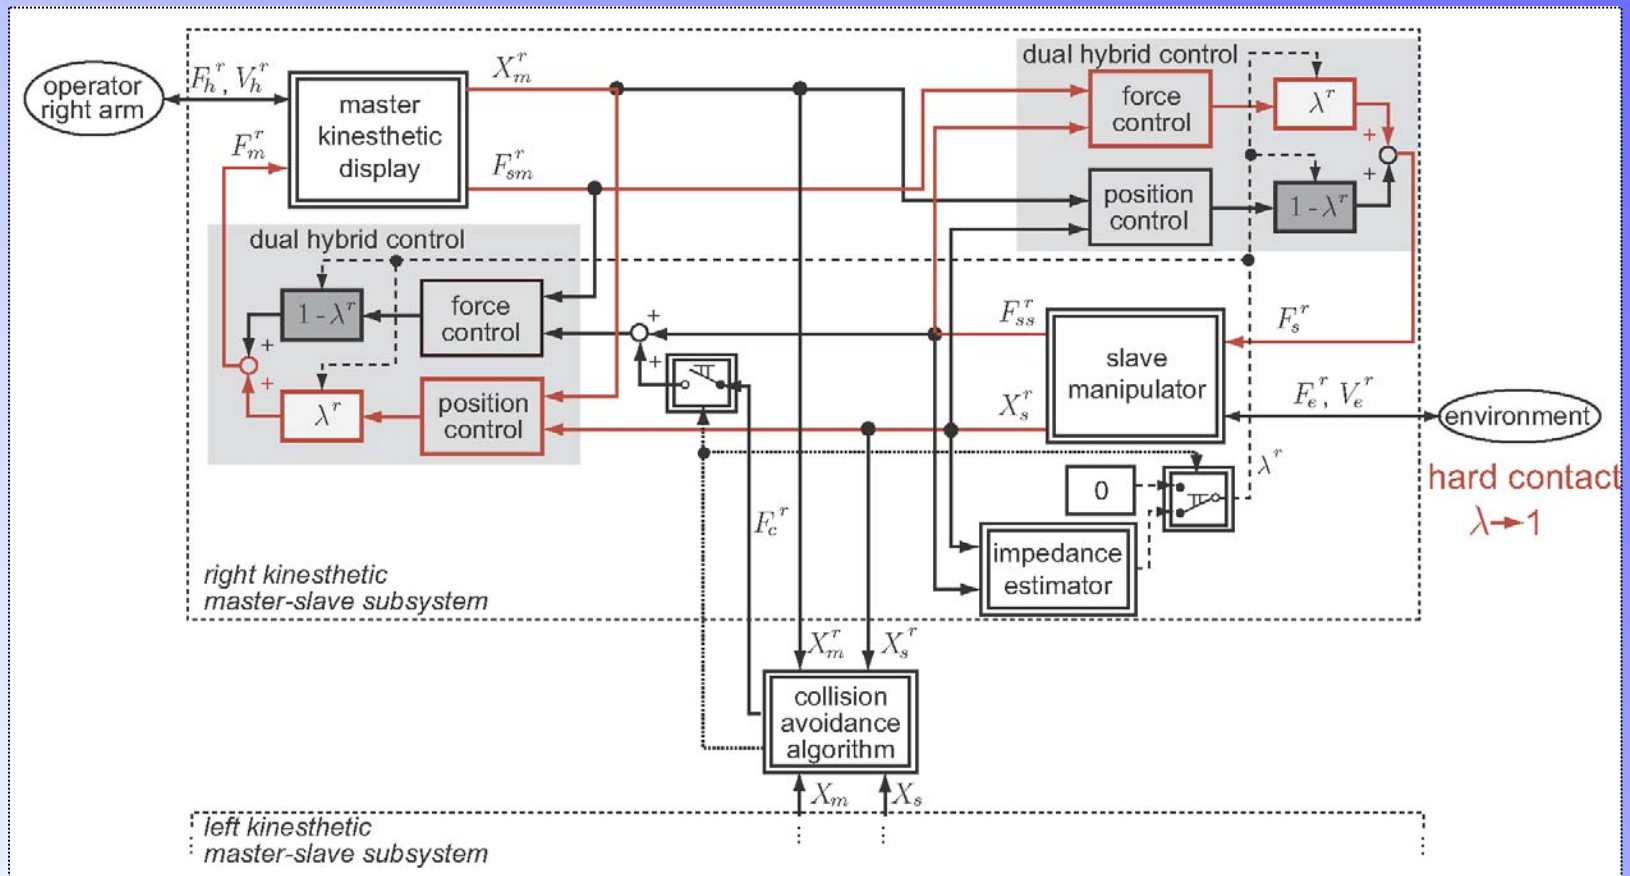 dual hybrid control
operator
right arm
F_h^r, V_h^r
X_m^r
master
kinesthetic
display
F_m^r
F_sm^r
force
control
λ^r
+
+
position
control
1-λ^r
dual hybrid control
1-λ^r
force
control
+
+
λ^r
position
control
+
+
F_ss^r
F_s^r
slave
manipulator
X_s^r
F_e^r, V_e^r
environment
hard contact
λ→1
0
λ^r
F_c^r
impedance
estimator
right kinesthetic
master-slave subsystem
X_m^r
X_s^r
collision
avoidance
algorithm
X_m
X_s
left kinesthetic
master-slave subsystem